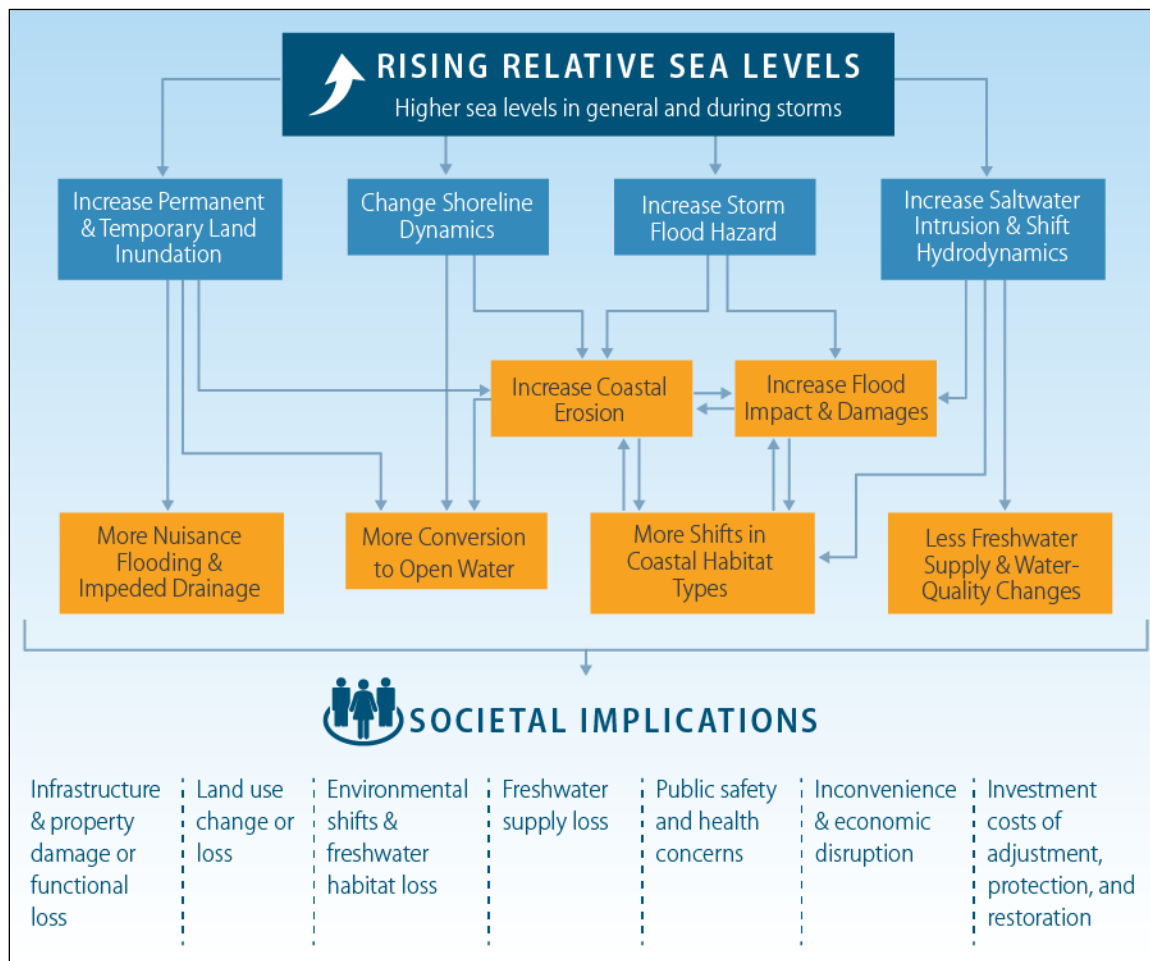 RISING RELATIVE SEA LEVELS
Higher sea levels in general and during storms
Increase Permanent
& Temporary Land
Inundation
Change Shoreline
Dynamics
Increase Storm
Flood Hazard
Increase Saltwater
Intrusion & Shift
Hydrodynamics
Increase Coastal
Erosion
Increase Flood
Impact & Damages
More Nuisance
Flooding &
Impeded Drainage
More Conversion
to Open Water
More Shifts in
Coastal Habitat
Types
Less Freshwater
Supply & Water-
Quality Changes
SOCIETAL IMPLICATIONS
Infrastructure
& property
damage or
functional
loss
Land use
change or
loss
Environmental
shifts &
freshwater
habitat loss
Freshwater
supply loss
Public safety
and health
concerns
Inconvenience
& economic
disruption
Investment
costs of
adjustment,
protection, and
restoration